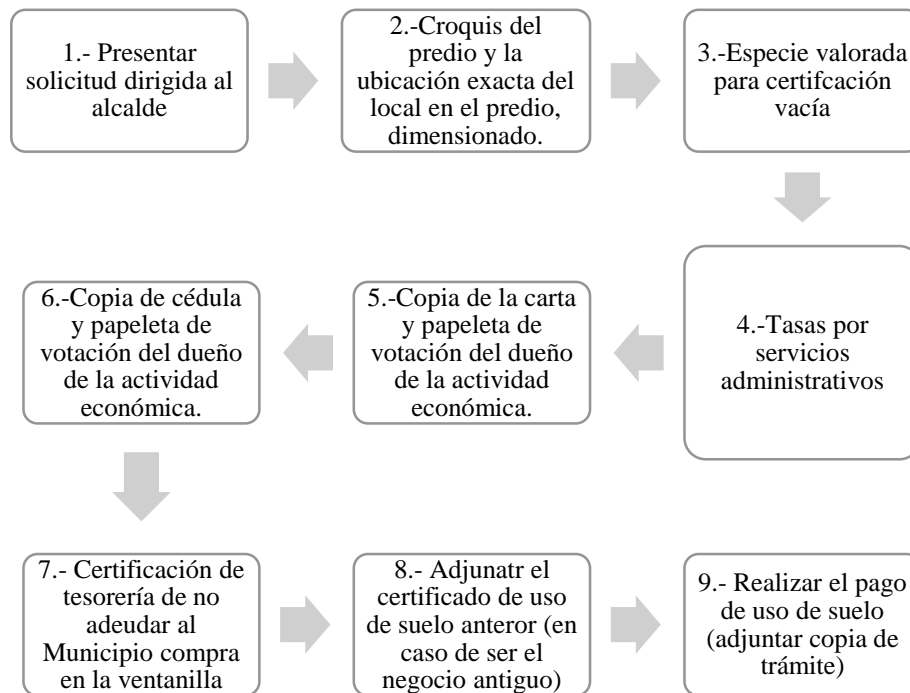 1.- Presentar
solicitud dirigida al
alcalde
2.-Croquis del
predio y la
ubicación exacta del
local en el predio,
dimensionado.
3.-Especie valorada
para certifcación
vacía
4.-Tasas por
servicios
administrativos
5.-Copia de la carta
y papeleta de
votación del dueño
de la actividad
económica.
6.-Copia de cédula
y papeleta de
votación del dueño
de la actividad
económica.
7.- Certificación de
tesorería de no
adeudar al
Municipio compra
en la ventanilla
8.- Adjunatr el
certificado de uso
de suelo anteror (en
caso de ser el
negocio antiguo)
9.- Realizar el pago
de uso de suelo
(adjuntar copia de
trámite)